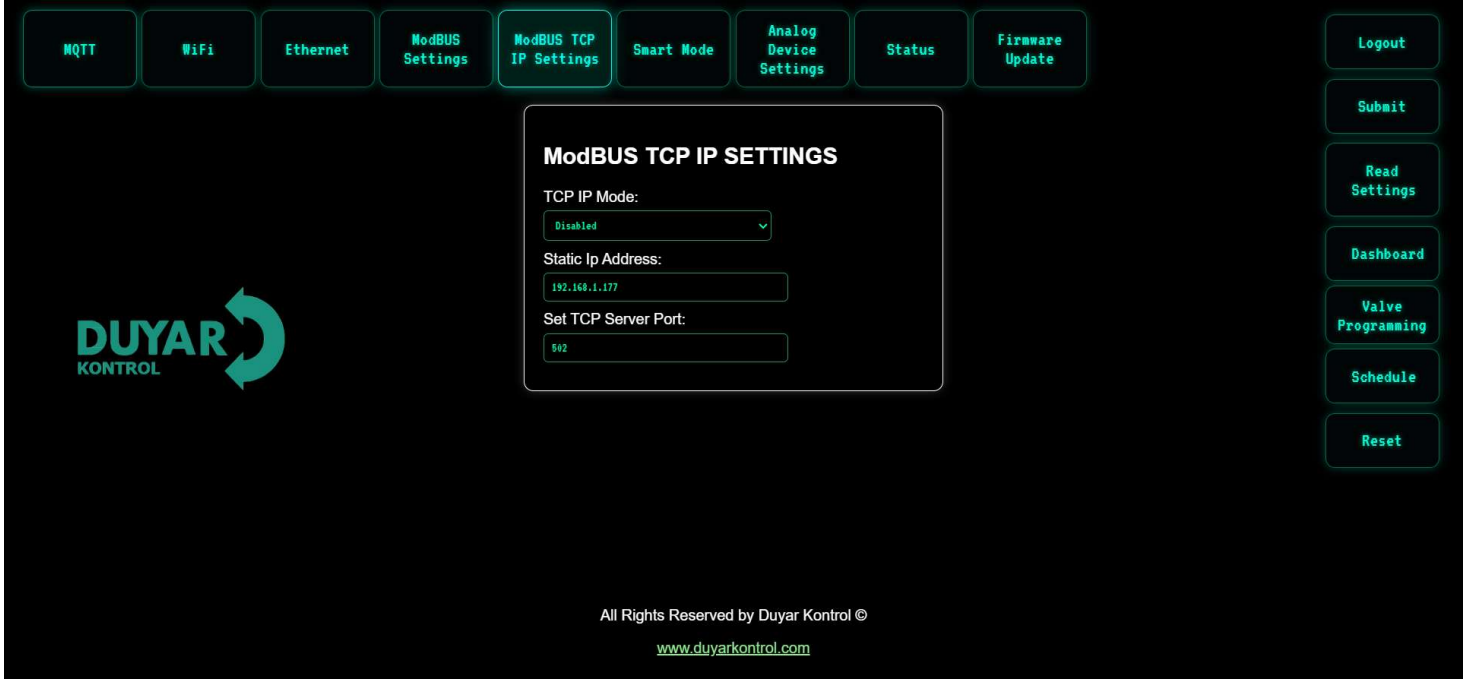 MQTT
WiFi
Ethernet
ModBUS
Settings
ModBUS TCP
IP Settings
Smart Mode
Analog
Device
Settings
Status
Firmware
Update
Logout
Submit
Read
Settings
Dashboard
Valve
Programming
Schedule
Reset
ModBUS TCP IP SETTINGS
TCP IP Mode:
Disabled
Static Ip Address:
192.168.1.177
Set TCP Server Port:
502
DUYAR
KONTROL
All Rights Reserved by Duyar Kontrol ©
www.duyarkontrol.com